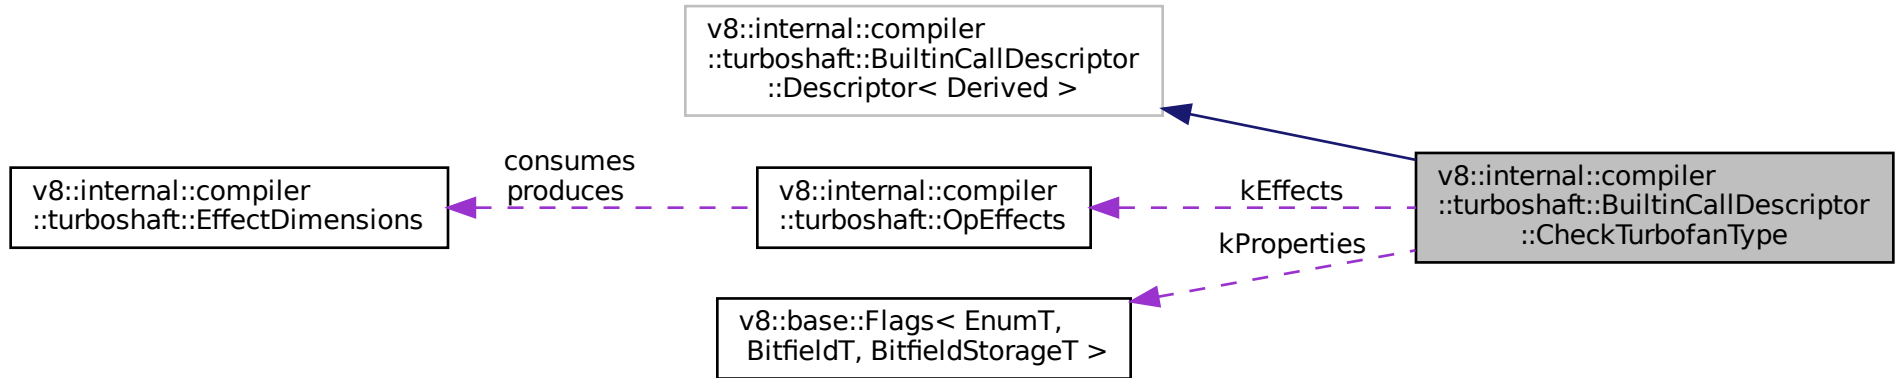 v8::internal::compiler
::turboshaft::BuiltinCallDescriptor
::Descriptor< Derived >
v8::internal::compiler
::turboshaft::EffectDimensions
consumes
produces
v8::internal::compiler
::turboshaft::OpEffects
kEffects
kProperties
v8::internal::compiler
::turboshaft::BuiltinCallDescriptor
::CheckTurbofanType
v8::base::Flags< EnumT,
BitfieldT, BitfieldStorageT >